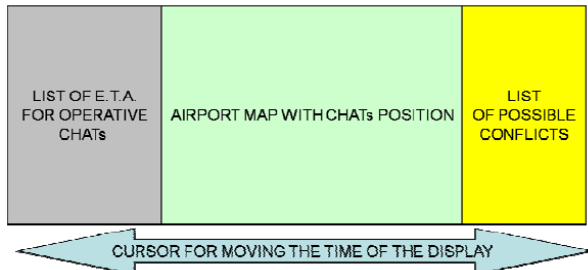 LIST OF E.T.A.
FOR OPERATIVE
CHATs
AIRPORT MAP WITH CHATs POSITION
LIST
OF POSSIBLE
CONFLICTS
CURSOR FOR MOVING THE TIME OF THE DISPLAY